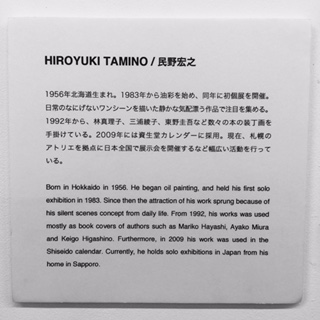 HIROYUKI TAMINO / 民野宏之
1956年北海道生まれ。1983年から油彩を始め、同年に初個展を開催。
日常のなにげないワンシーンを描いた静かな気配漂う作品で注目を集める。
1992年から、林真理子、三浦綾子、東野圭吾など数々の本の装丁画を
手掛けている。2009年には資生堂カレンダーに採用。現在、札幌の
アトリエを拠点に日本全国で展示会を開催するなど幅広い活動を行って
いる。
Born in Hokkaido in 1956. He began oil painting, and held his first solo
exhibition in 1983. Since then the attraction of his work sprung because of
his silent scenes concept from daily life. From 1992, his works was used
mostly as book covers of authors such as Mariko Hayashi, Ayako Miura
and Keigo Higashino. Furthermore, in 2009 his work was used in the
Shiseido calendar. Currently, he holds solo exhibitions in Japan from his
home in Sapporo.